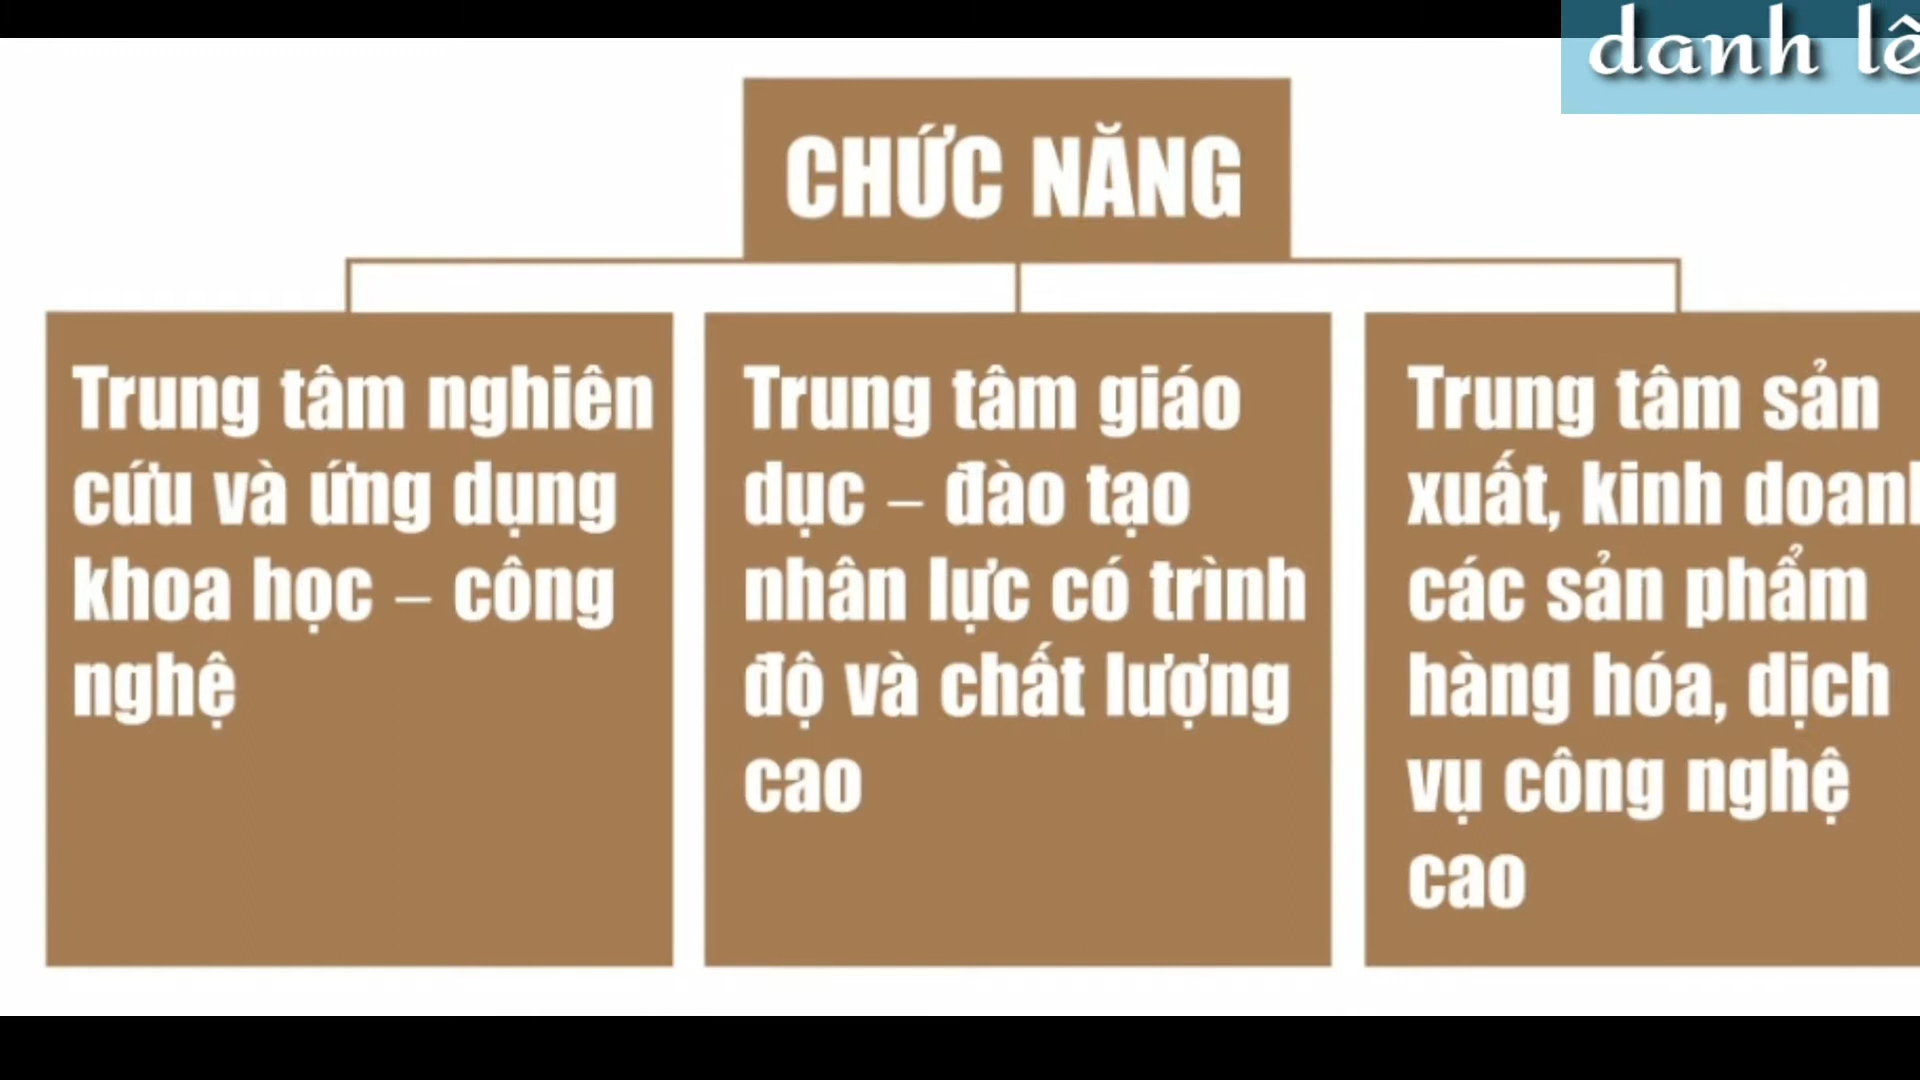 danh lê
CHỨC NĂNG
Trung tâm nghiên
cứu và ứng dụng
khoa học – công
nghệ
Trung tâm giáo
dục – đào tạo
nhân lực có trình
độ và chất lượng
cao
Trung tâm sản
xuất, kinh doanh
các sản phẩm
hàng hóa, dịch
vụ công nghệ
cao